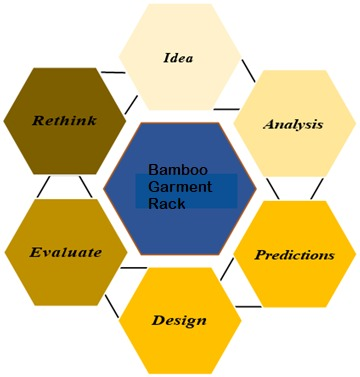 Idea
Analysis
Predictions
Design
Evaluate
Rethink
Bamboo
Garment
Rack